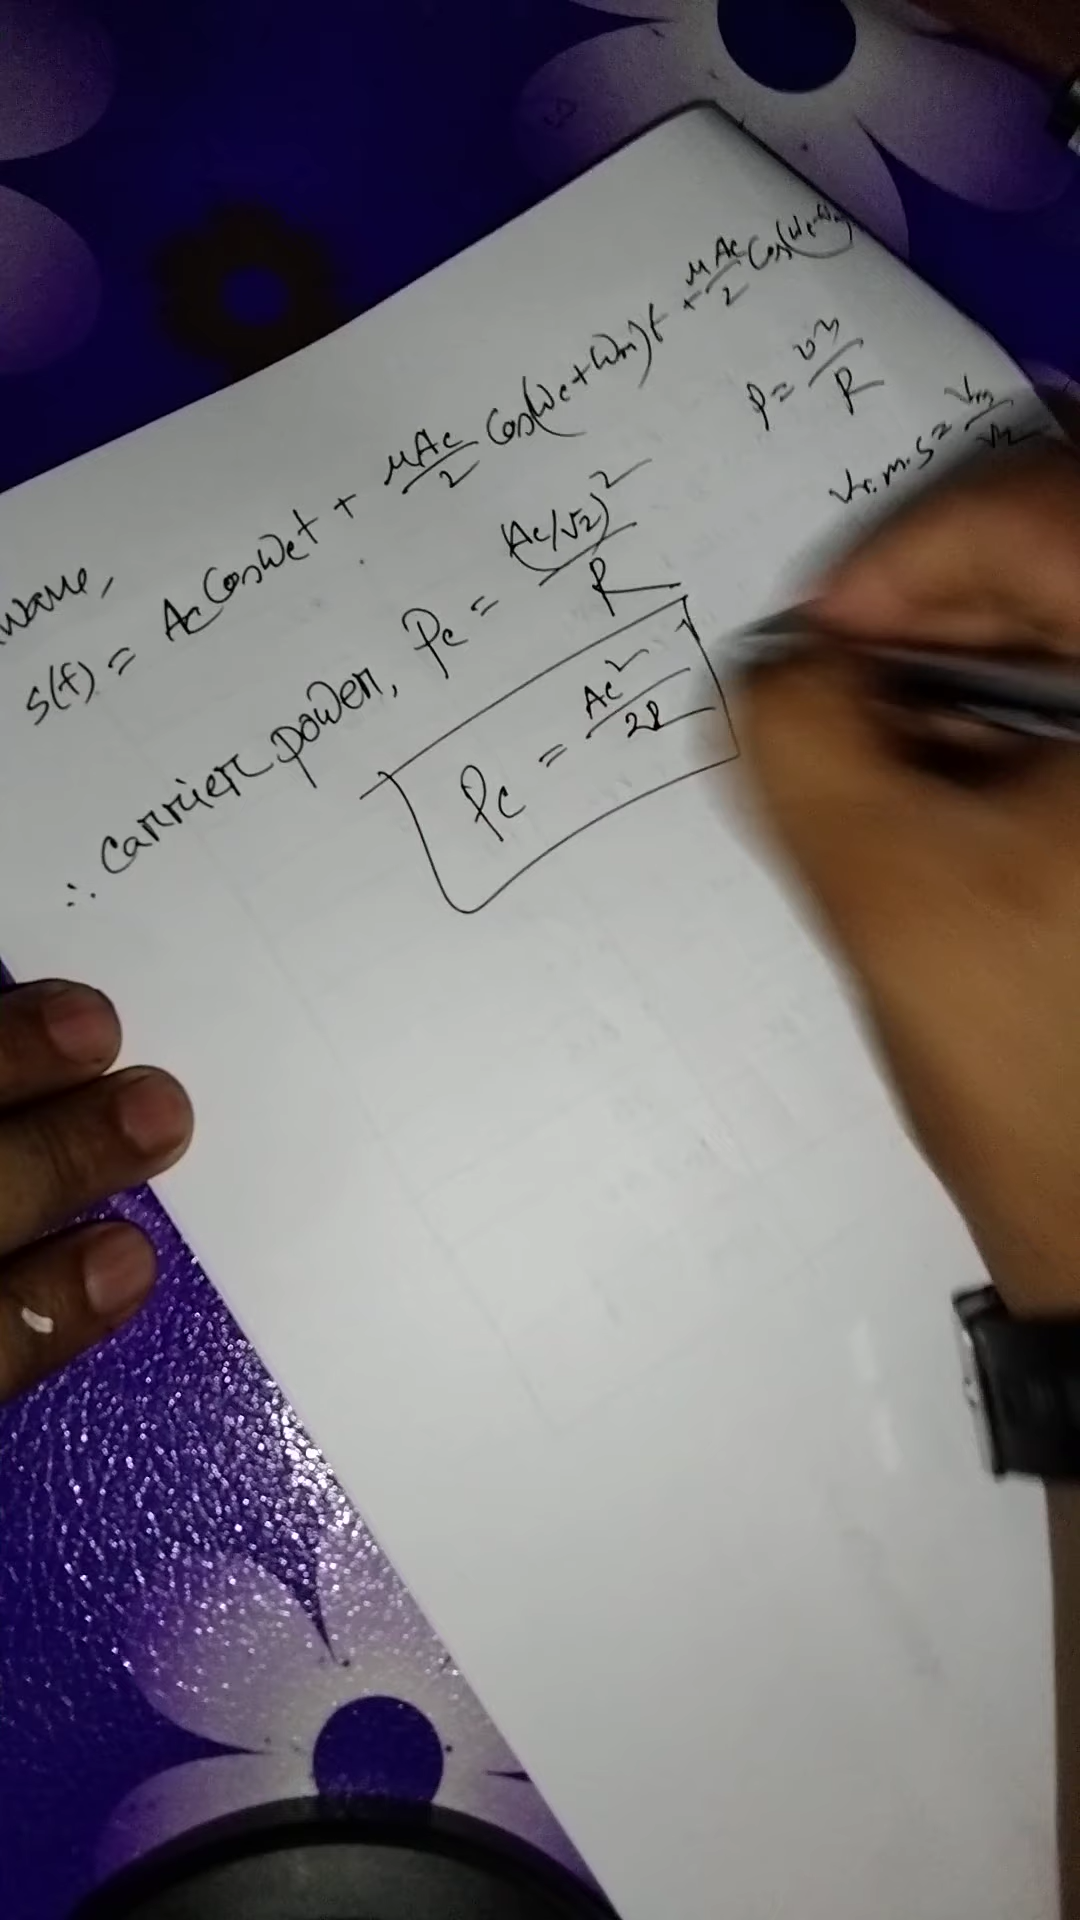 wave,
s(t) = Ac Cosωct + μAc/2 Cos(ωc+ωm)t + μAc/2 Cos(ωc-ωm)
P = v²/R
Vr.m.s = Vm/√2
∴ Carrier power, Pc = (Ac/√2)²/R
Pc = Ac²/2R